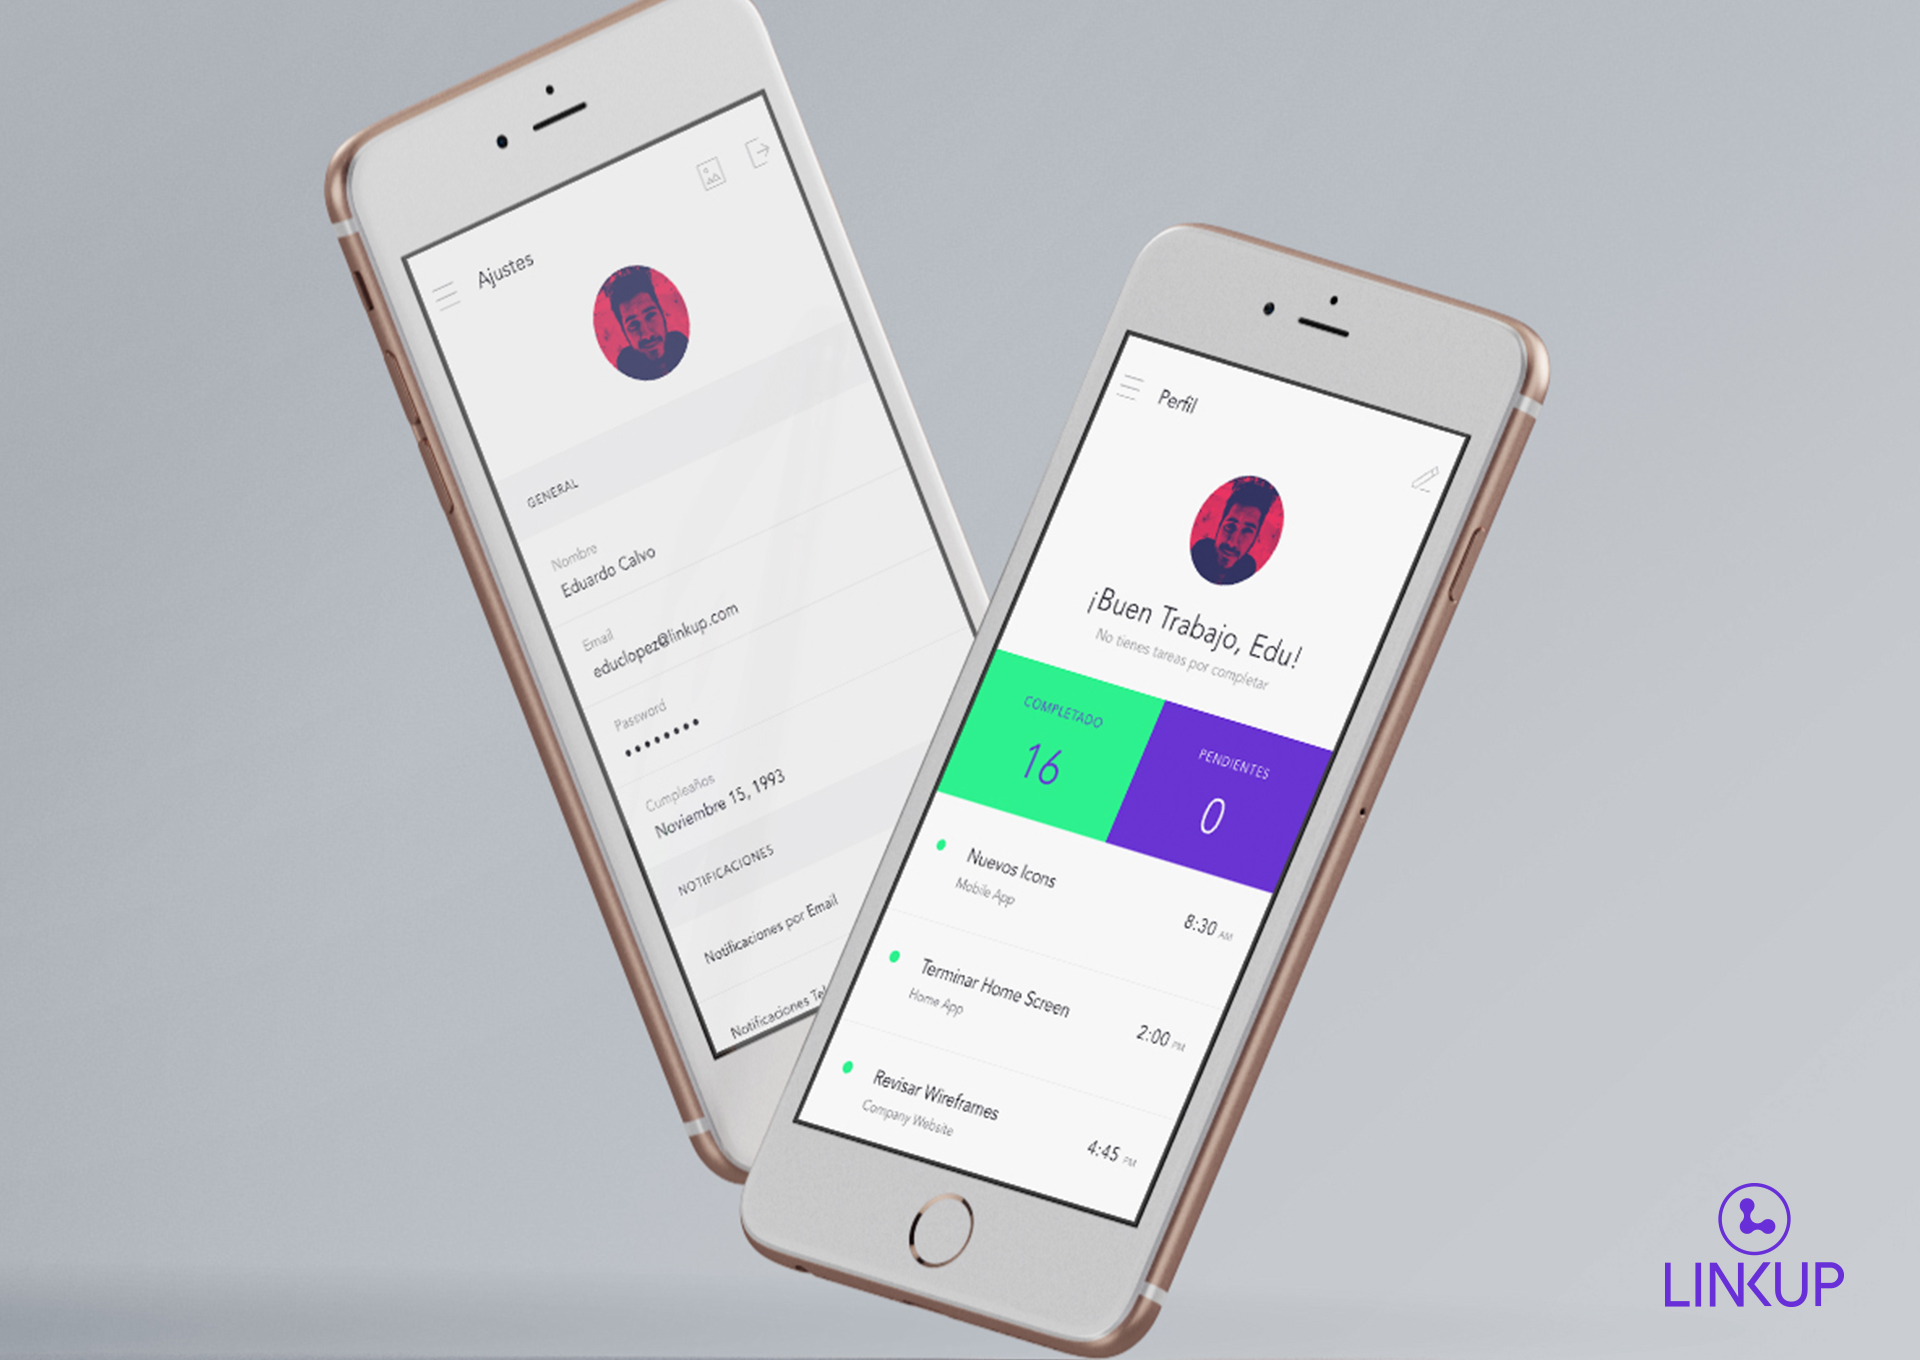 Ajustes
GENERAL
Nombre
Eduardo Calvo
Email
educlopez@linkup.com
Password
Cumpleaños
Noviembre 15, 1993
NOTIFICACIONES
Notificaciones por Email
Notificaciones
Perfil
¡Buen Trabajo, Edu!
No tienes tareas por completar
COMPLETADO
16
PENDIENTES
0
Nuevos Icons
Mobile App
8:30 AM
Terminar Home Screen
Home App
2:00 PM
Revisar Wireframes
Company Website
4:45 PM
LINKUP